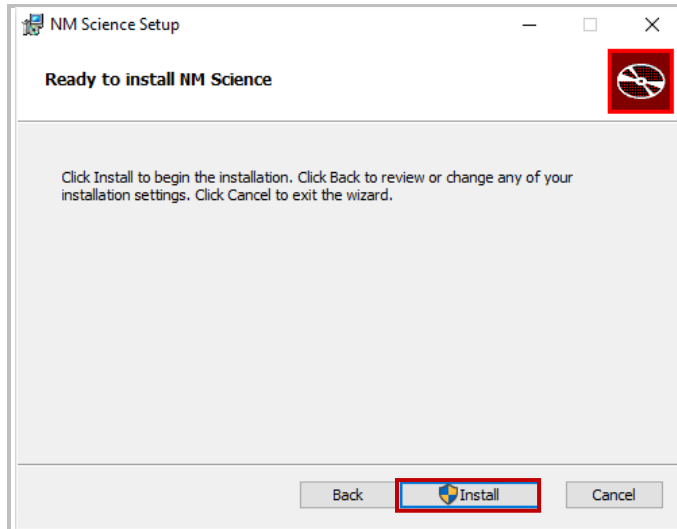 NM Science Setup
Ready to install NM Science
Click Install to begin the installation. Click Back to review or change any of your
installation settings. Click Cancel to exit the wizard.
Back Install Cancel